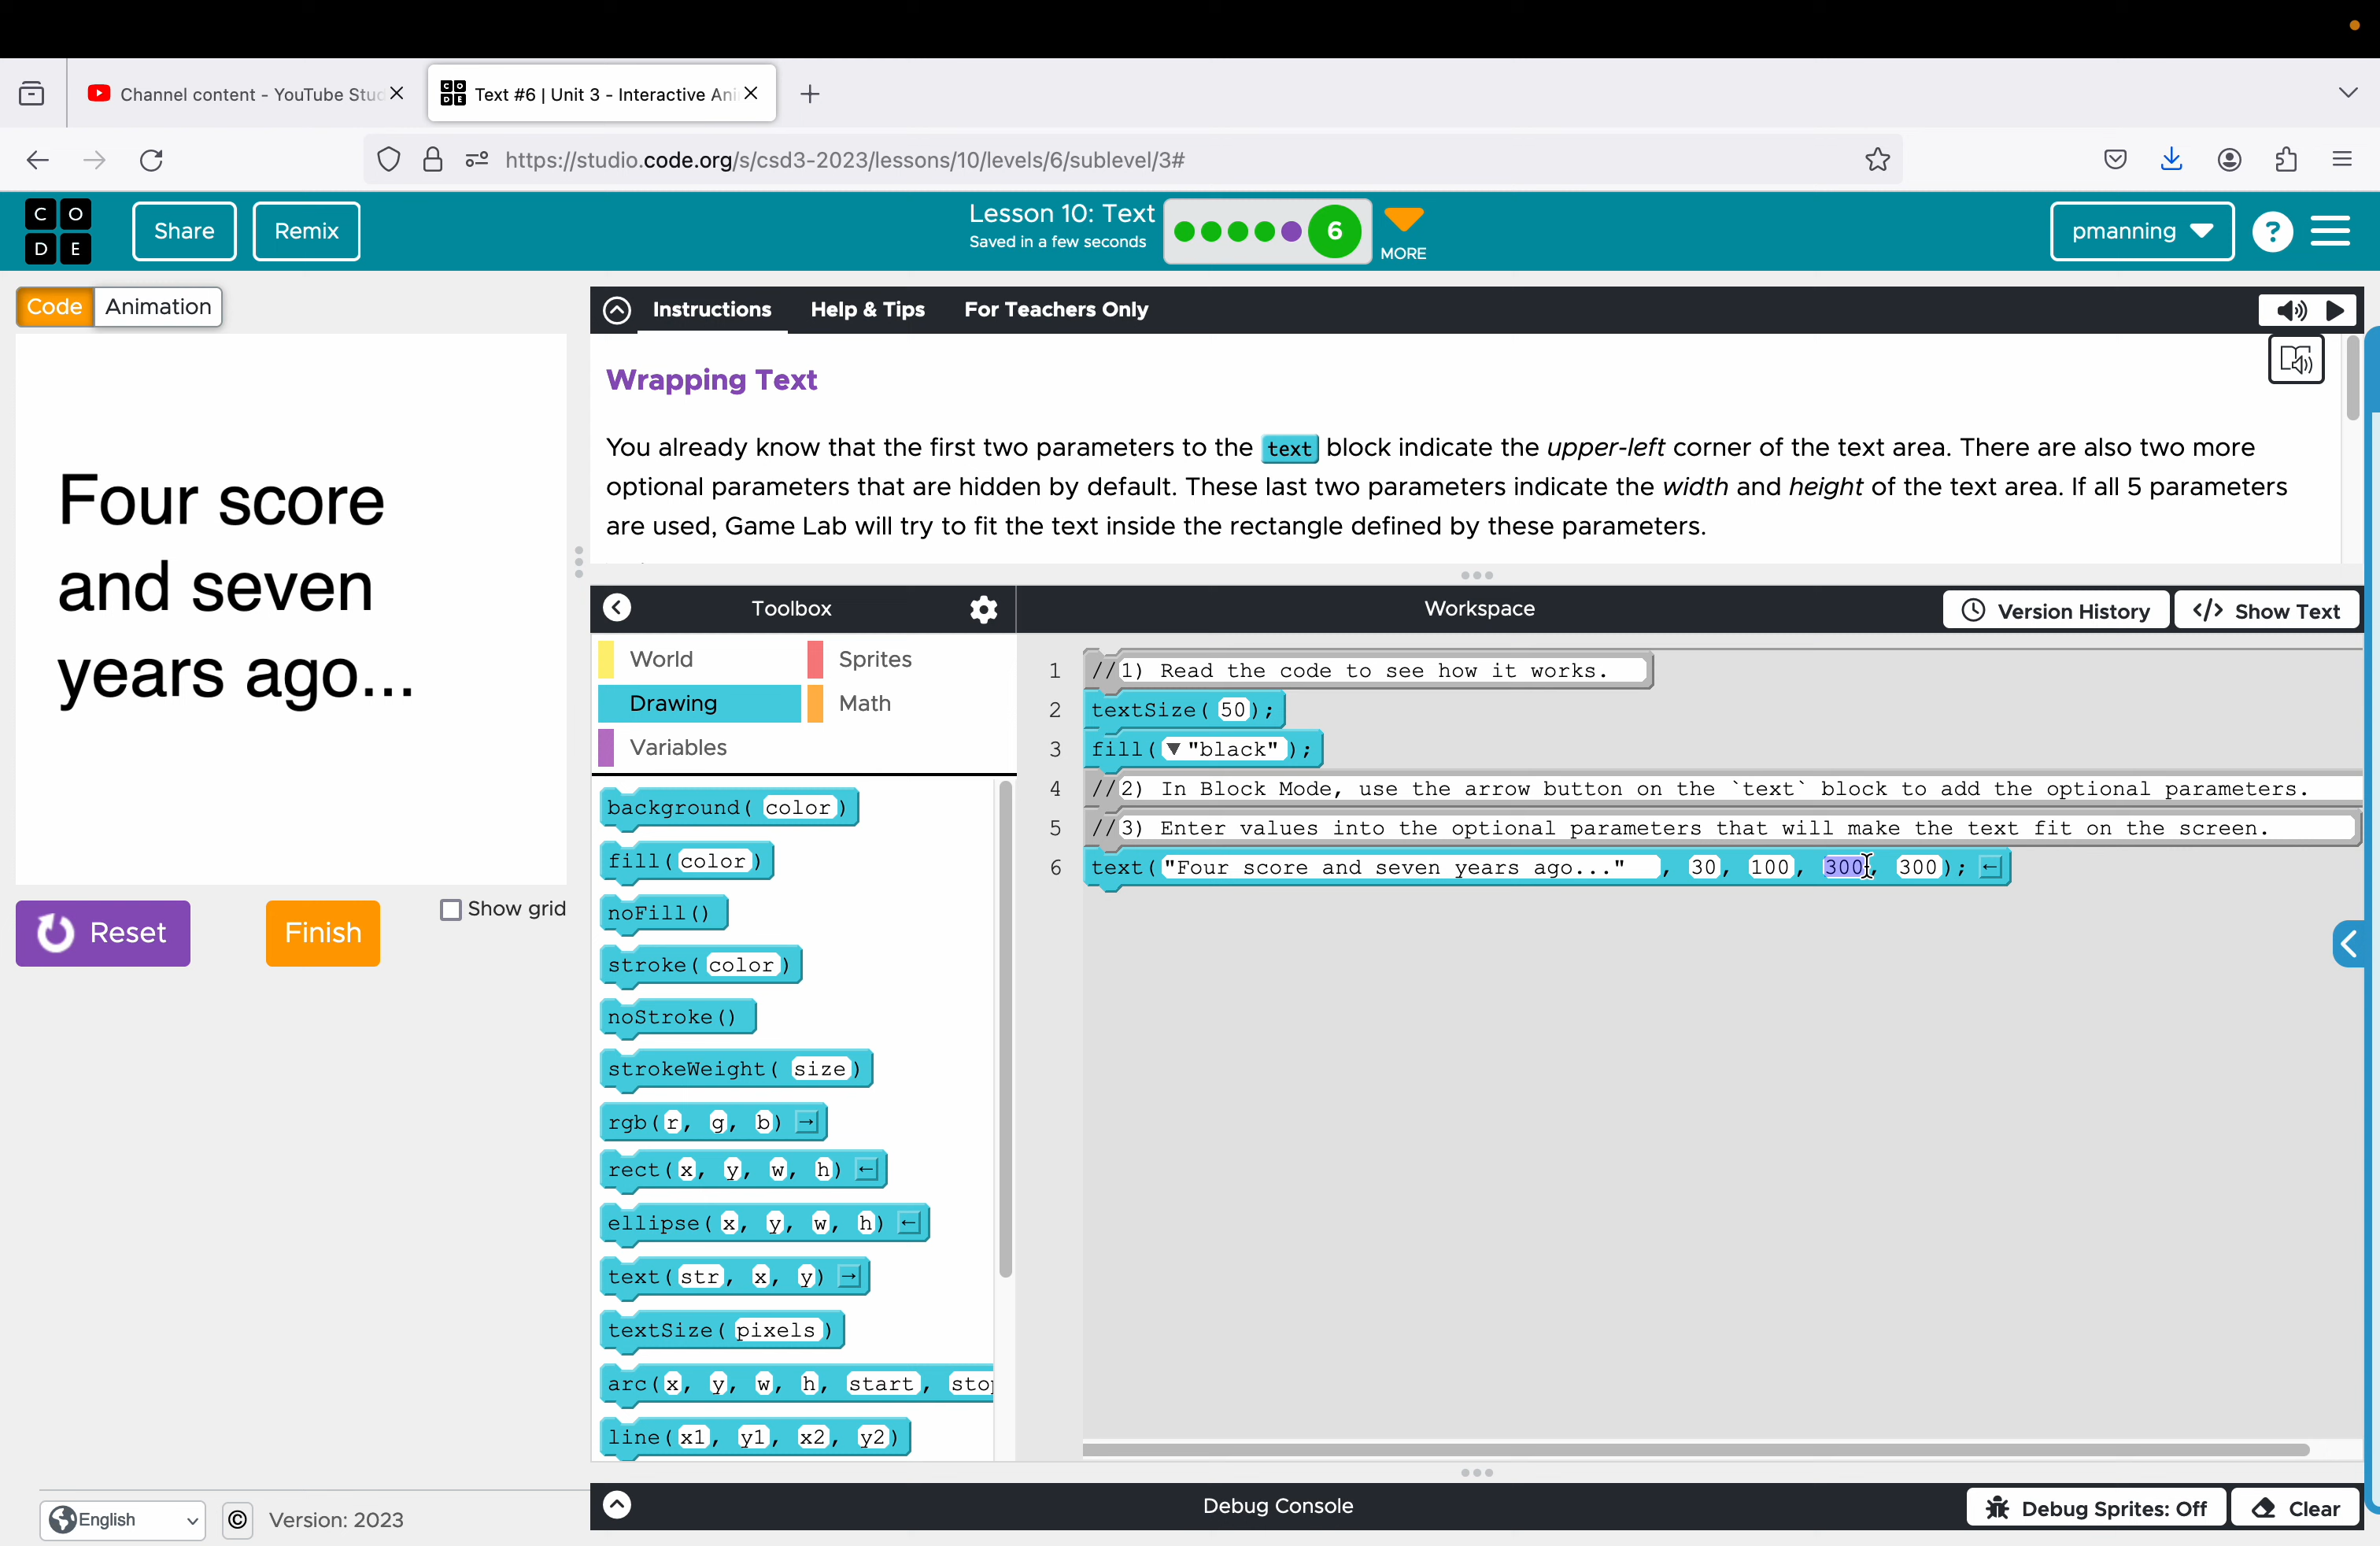 Channel content - YouTube Stu
Text #6 | Unit 3 - Interactive Ani
https://studio.code.org/s/csd3-2023/lessons/10/levels/6/sublevel/3#
C O
D E
Share
Remix
Lesson 10: Text
Saved in a few seconds
6
MORE
pmanning
?
Code
Animation
Instructions
Help & Tips
For Teachers Only
Four score
and seven
years ago...
Reset
Finish
Show grid
Wrapping Text
You already know that the first two parameters to the text block indicate the upper-left corner of the text area. There are also two more
optional parameters that are hidden by default. These last two parameters indicate the width and height of the text area. If all 5 parameters
are used, Game Lab will try to fit the text inside the rectangle defined by these parameters.
Toolbox
Workspace
Version History
</> Show Text
World
Sprites
Drawing
Math
Variables
background( color )
fill( color )
noFill()
stroke( color )
noStroke()
strokeWeight( size )
rgb( r, g, b) →
rect( x, y, w, h) ←
ellipse( x, y, w, h) ←
text( str, x, y) →
textSize( pixels )
arc( x, y, w, h, start, sto
line( x1, y1, x2, y2)
1 //1) Read the code to see how it works.
2 textSize( 50);
3 fill( ▼ "black" );
4 //2) In Block Mode, use the arrow button on the `text` block to add the optional parameters.
5 //3) Enter values into the optional parameters that will make the text fit on the screen.
6 text( "Four score and seven years ago..." , 30, 100, 300, 300); ←
Debug Console
Debug Sprites: Off
Clear
English
©
Version: 2023